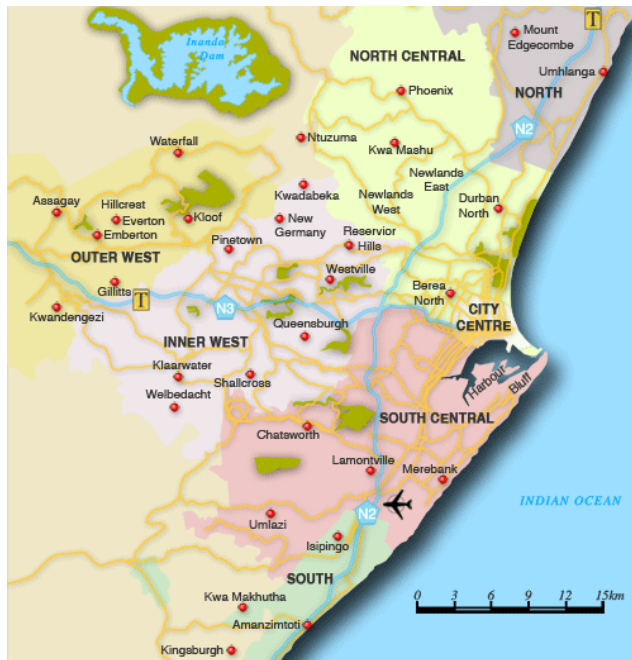 Inanda
Dam
NORTH CENTRAL
Mount
Edgecombe
T
Umhlanga
NORTH
Phoenix
N2
Ntuzuma
Kwa Mashu
Waterfall
Newlands
East
Kwadabeka
Newlands
West
Durban
North
Assagay
Hillcrest
Everton
Kloof
Emberton
New
Germany
Reservior
Hills
Pinetown
OUTER WEST
Westville
Gillitts
T
Berea
North
Kwandengezi
N3
CITY
CENTRE
Queensburgh
INNER WEST
Klaarwater
Shallcross
Harbour
Bluff
Welbedacht
SOUTH CENTRAL
Chatsworth
Lamontville
Merebank
INDIAN OCEAN
Umlazi
N2
Isipingo
SOUTH
Kwa Makhutha
0 3 6 9 12 15km
Amanzimtoti
Kingsburgh